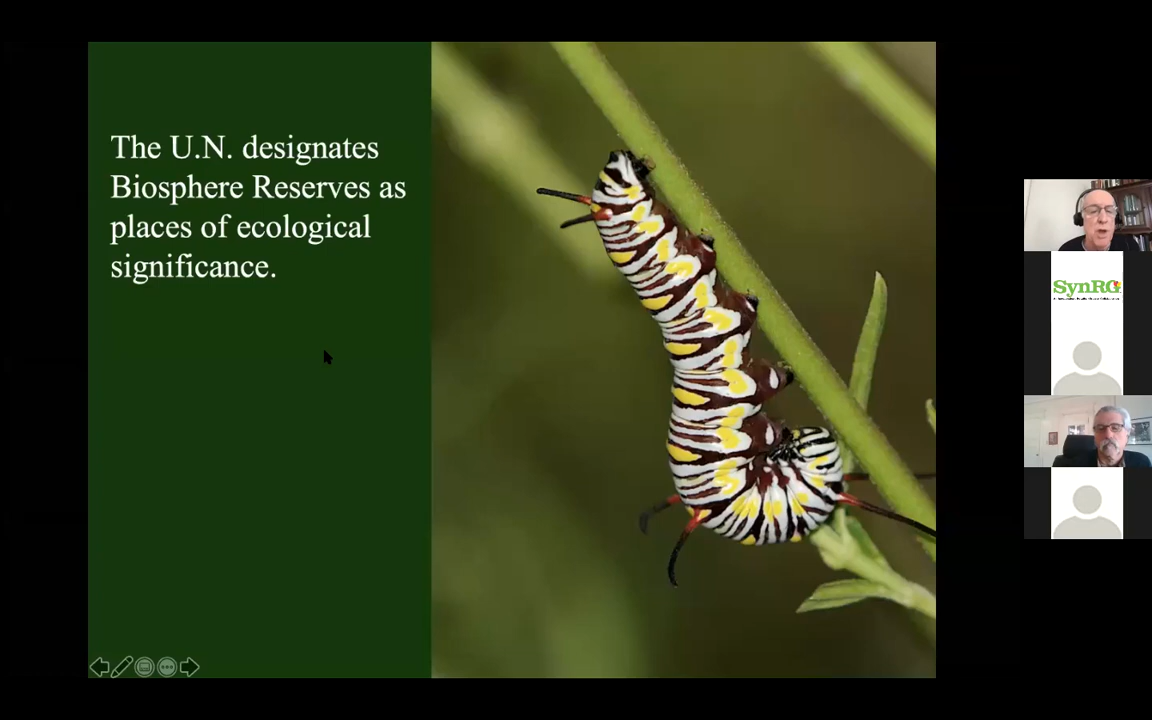 The U.N. designates
Biosphere Reserves as
places of ecological
significance.
SynRG